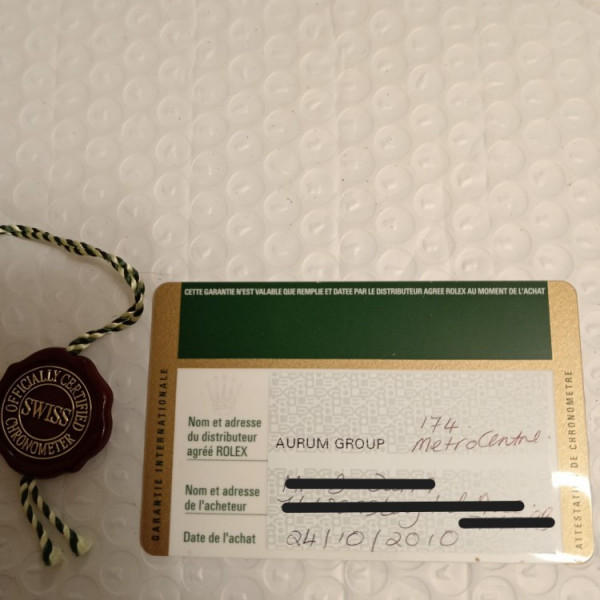 CETTE GARANTIE N'EST VALABLE QUE REMPLIE ET DATEE PAR LE DISTRIBUTEUR AGREE ROLEX AU MOMENT DE L'ACHAT
GARANTIE INTERNATIONALE
ATTESTATION DE CHRONOMETRE
Nom et adresse
du distributeur
agréé ROLEX
AURUM GROUP
174
MetroCentre.
OFFICIALLY CERTIFIED
SWISS
CHRONOMETER
Nom et adresse
de l'acheteur
Date de l'achat
24/10/2010